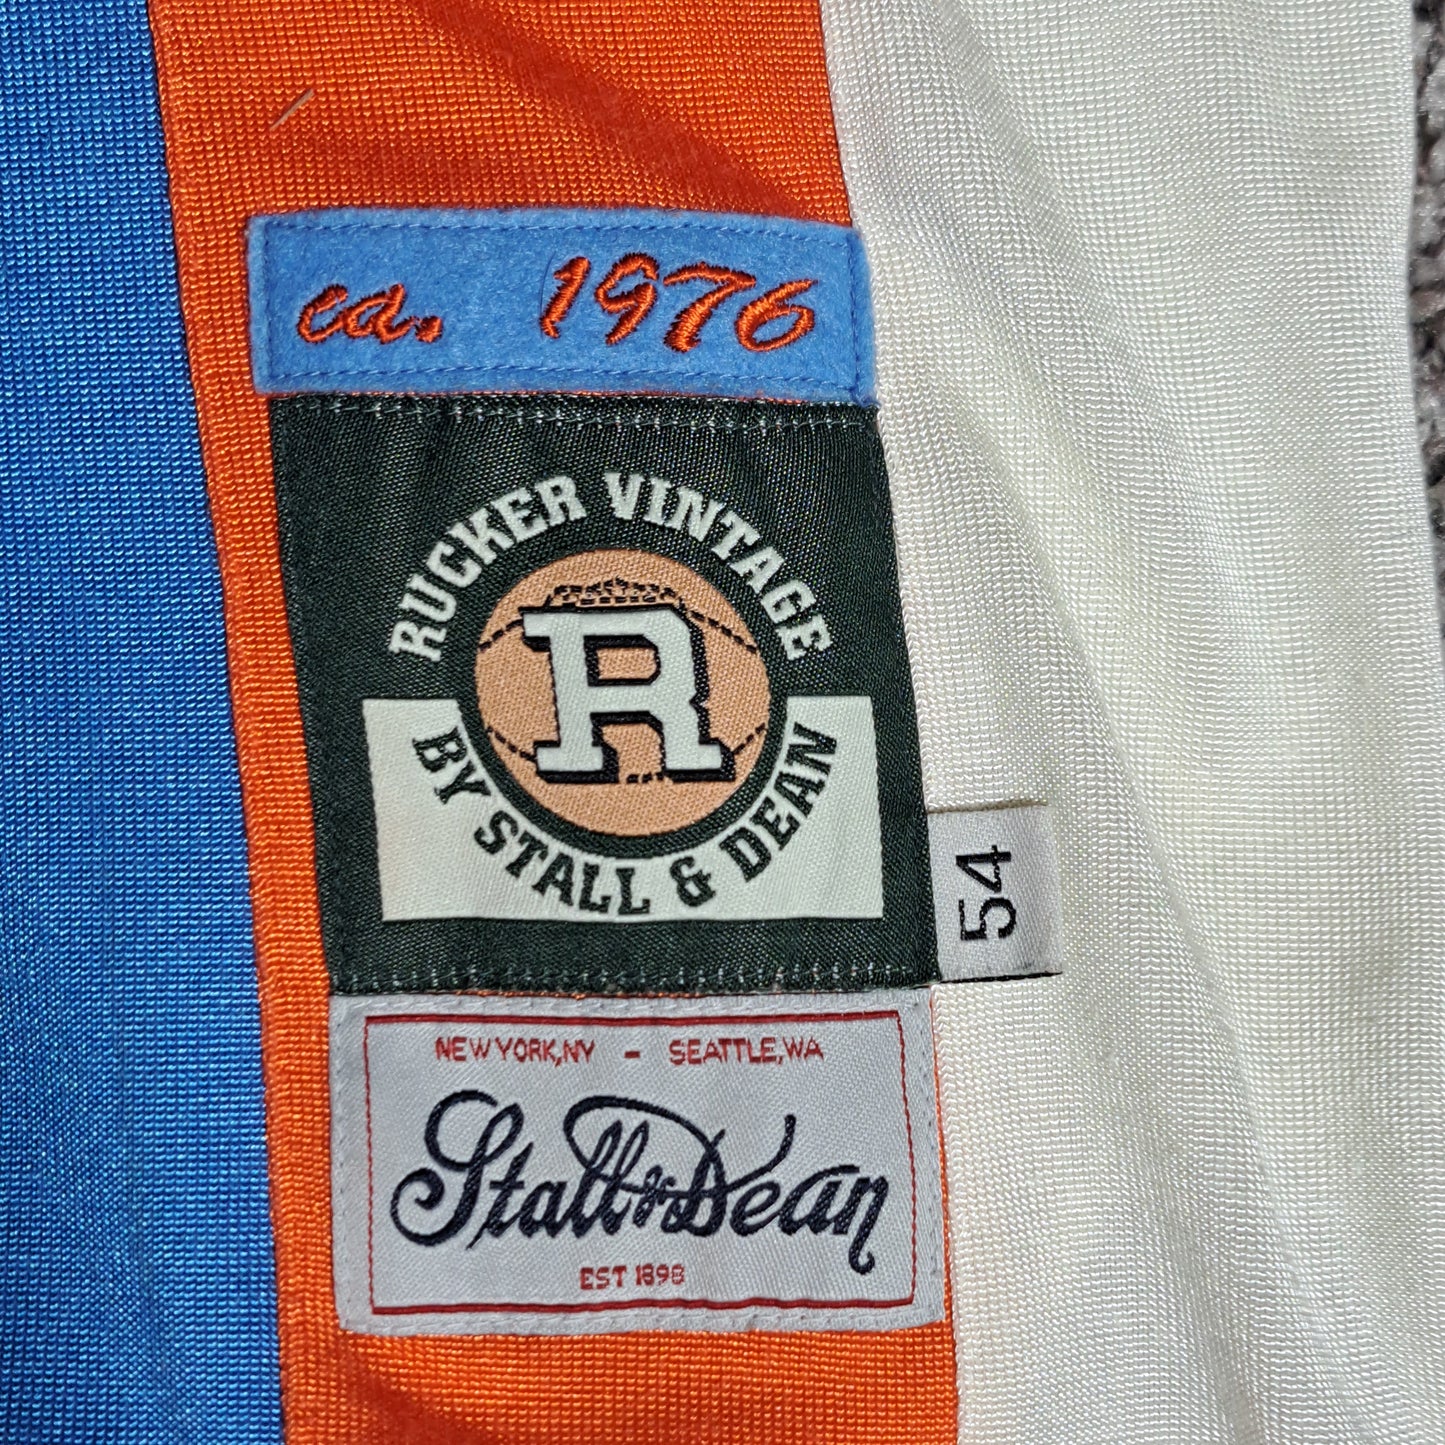 ca. 1976
RUCKER VINTAGE
R
BY STALL & DEAN
54
NEW YORK,NY - SEATTLE,WA
Stall & Dean
EST 1898